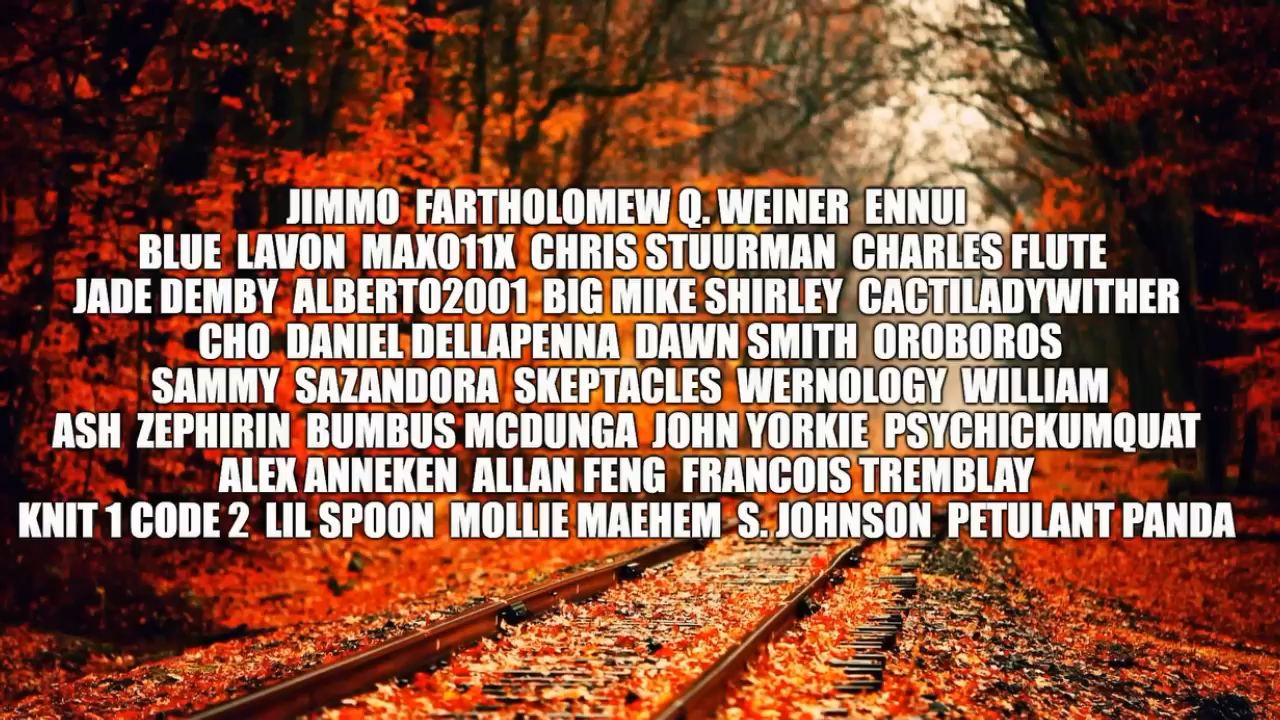 JIMMO FARTHOLOMEW Q. WEINER ENNUI
BLUE LAVON MAX011X CHRIS STUURMAN CHARLES FLUTE
JADE DEMBY ALBERTO2001 BIG MIKE SHIRLEY CACTILADYWITHER
CHO DANIEL DELLAPENNA DAWN SMITH OROBOROS
SAMMY SAZANDORA SKEPTACLES WERNOLOGY WILLIAM
ASH ZEPHIRIN BUMBUS MCDUNGA JOHN YORKIE PSYCHICKUMQUAT
ALEX ANNEKEN ALLAN FENG FRANCOIS TREMBLAY
KNIT 1 CODE 2 LIL SPOON MOLLIE MAEHEM S. JOHNSON PETULANT PANDA